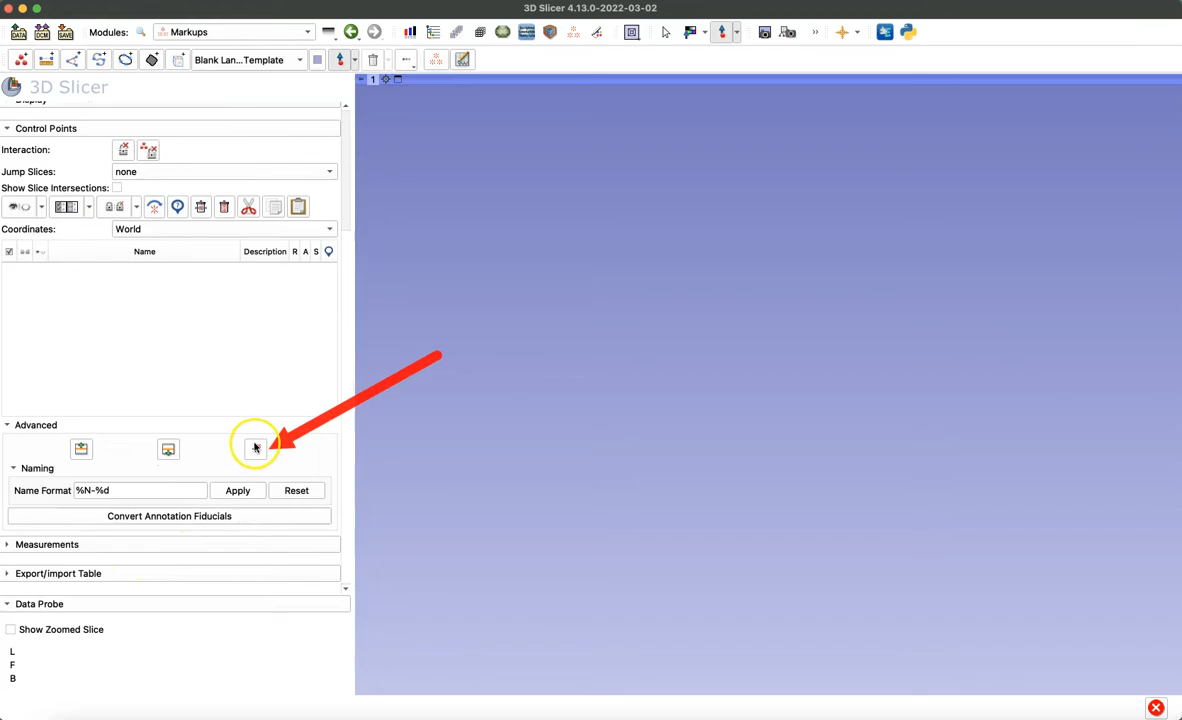 3D Slicer 4.13.0-2022-03-02
DATA DCM SAVE Modules: Markups
Blank Lan...Template
3D Slicer
1
Display
Control Points
Interaction:
Jump Slices: none
Show Slice Intersections:
Coordinates: World
Name Description R A S
Advanced
Naming
Name Format %N-%d Apply Reset
Convert Annotation Fiducials
Measurements
Export/import Table
Data Probe
Show Zoomed Slice
L
F
B